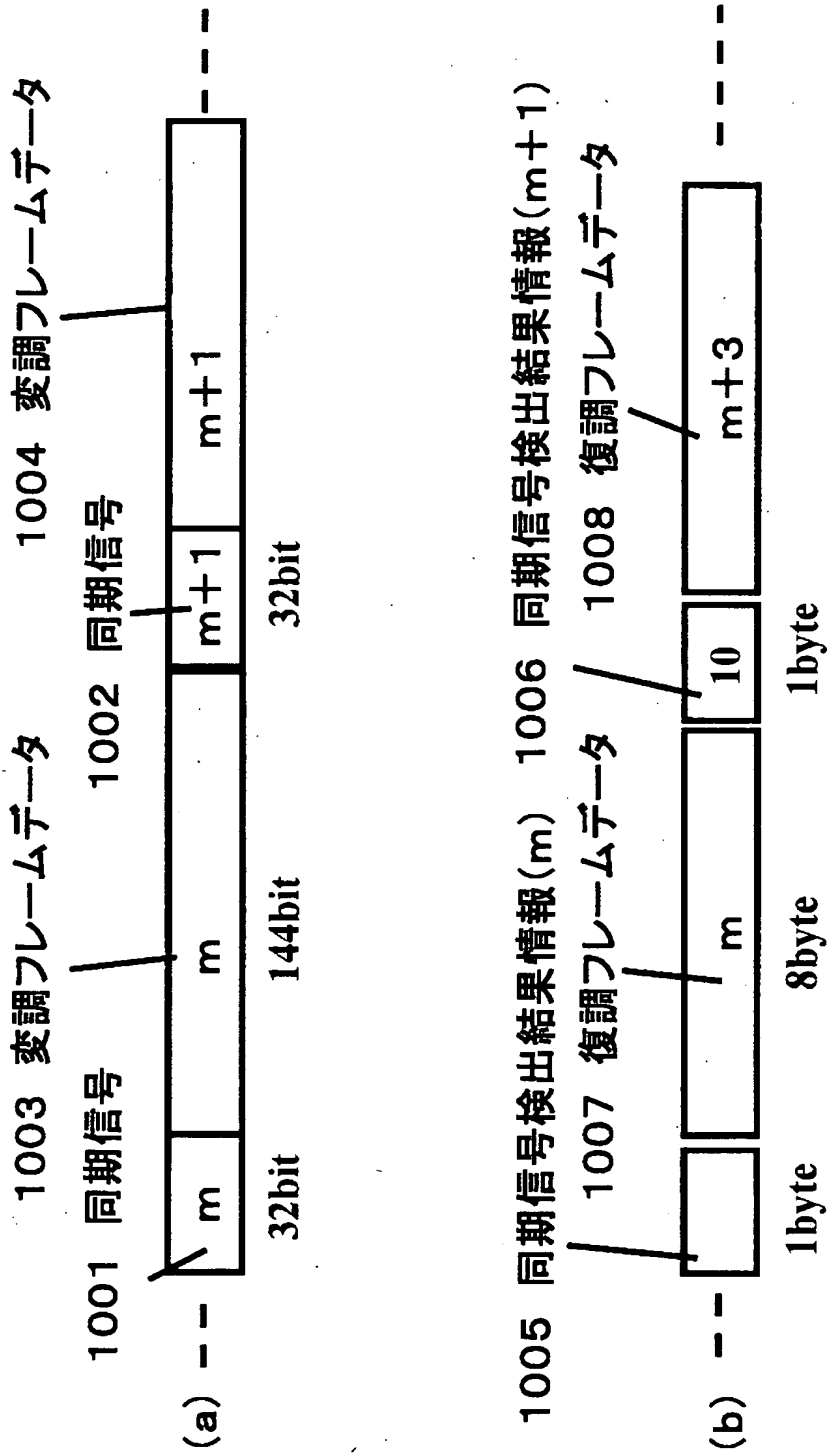 1003 変調フレームデータ
1004 変調フレームデータ
1001 同期信号
1002 同期信号
(a)
m
m
m+1
m+1
32bit
144bit
32bit
1005 同期信号検出結果情報(m)
1006 同期信号検出結果情報(m+1)
1007 復調フレームデータ
1008 復調フレームデータ
(b)
m
10
m+3
1byte
8byte
1byte